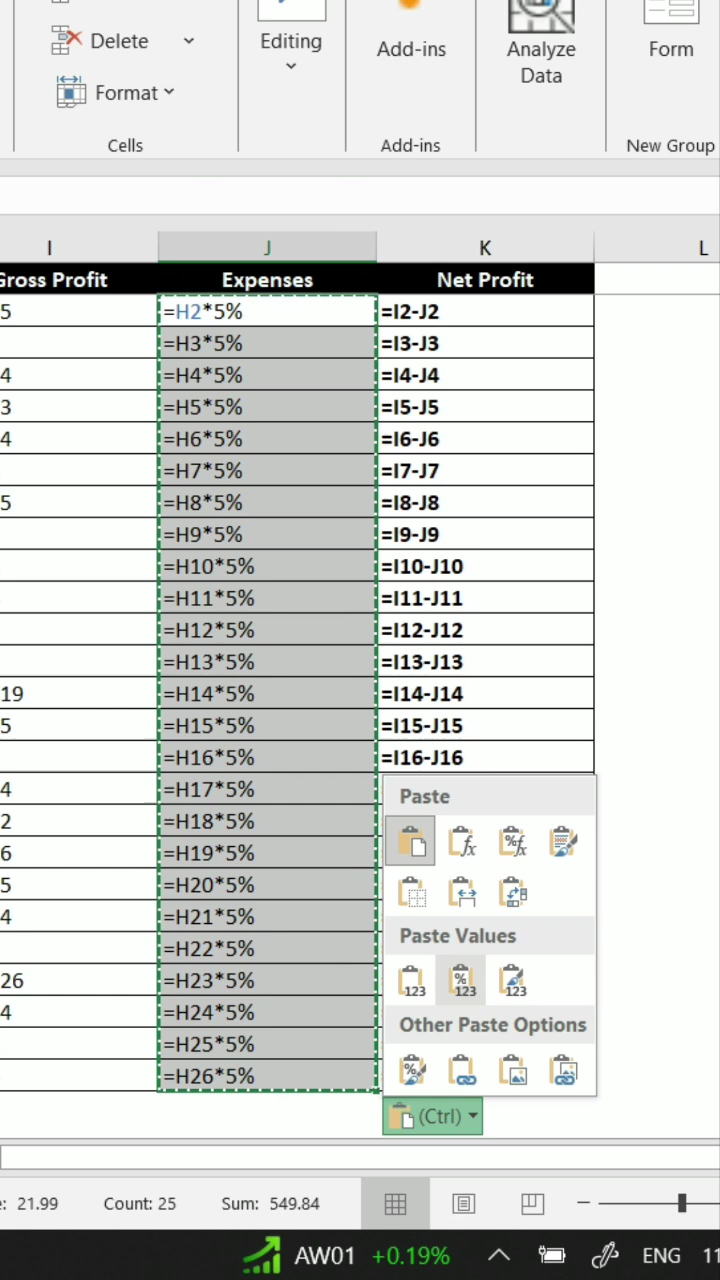 Delete
Format
Cells
Editing
Add-ins
Add-ins
Analyze
Data
Form
New Group
I J K L
Gross Profit Expenses Net Profit
5 =H2*5% =I2-J2
=H3*5% =I3-J3
4 =H4*5% =I4-J4
3 =H5*5% =I5-J5
4 =H6*5% =I6-J6
=H7*5% =I7-J7
5 =H8*5% =I8-J8
=H9*5% =I9-J9
=H10*5% =I10-J10
=H11*5% =I11-J11
=H12*5% =I12-J12
=H13*5% =I13-J13
19 =H14*5% =I14-J14
5 =H15*5% =I15-J15
=H16*5% =I16-J16
4 =H17*5%
2 =H18*5%
6 =H19*5%
5 =H20*5%
4 =H21*5%
=H22*5%
26 =H23*5%
4 =H24*5%
=H25*5%
=H26*5%
Paste
Paste Values
123 % 123 123
Other Paste Options
(Ctrl)
: 21.99 Count: 25 Sum: 549.84
AW01 +0.19% ENG 11